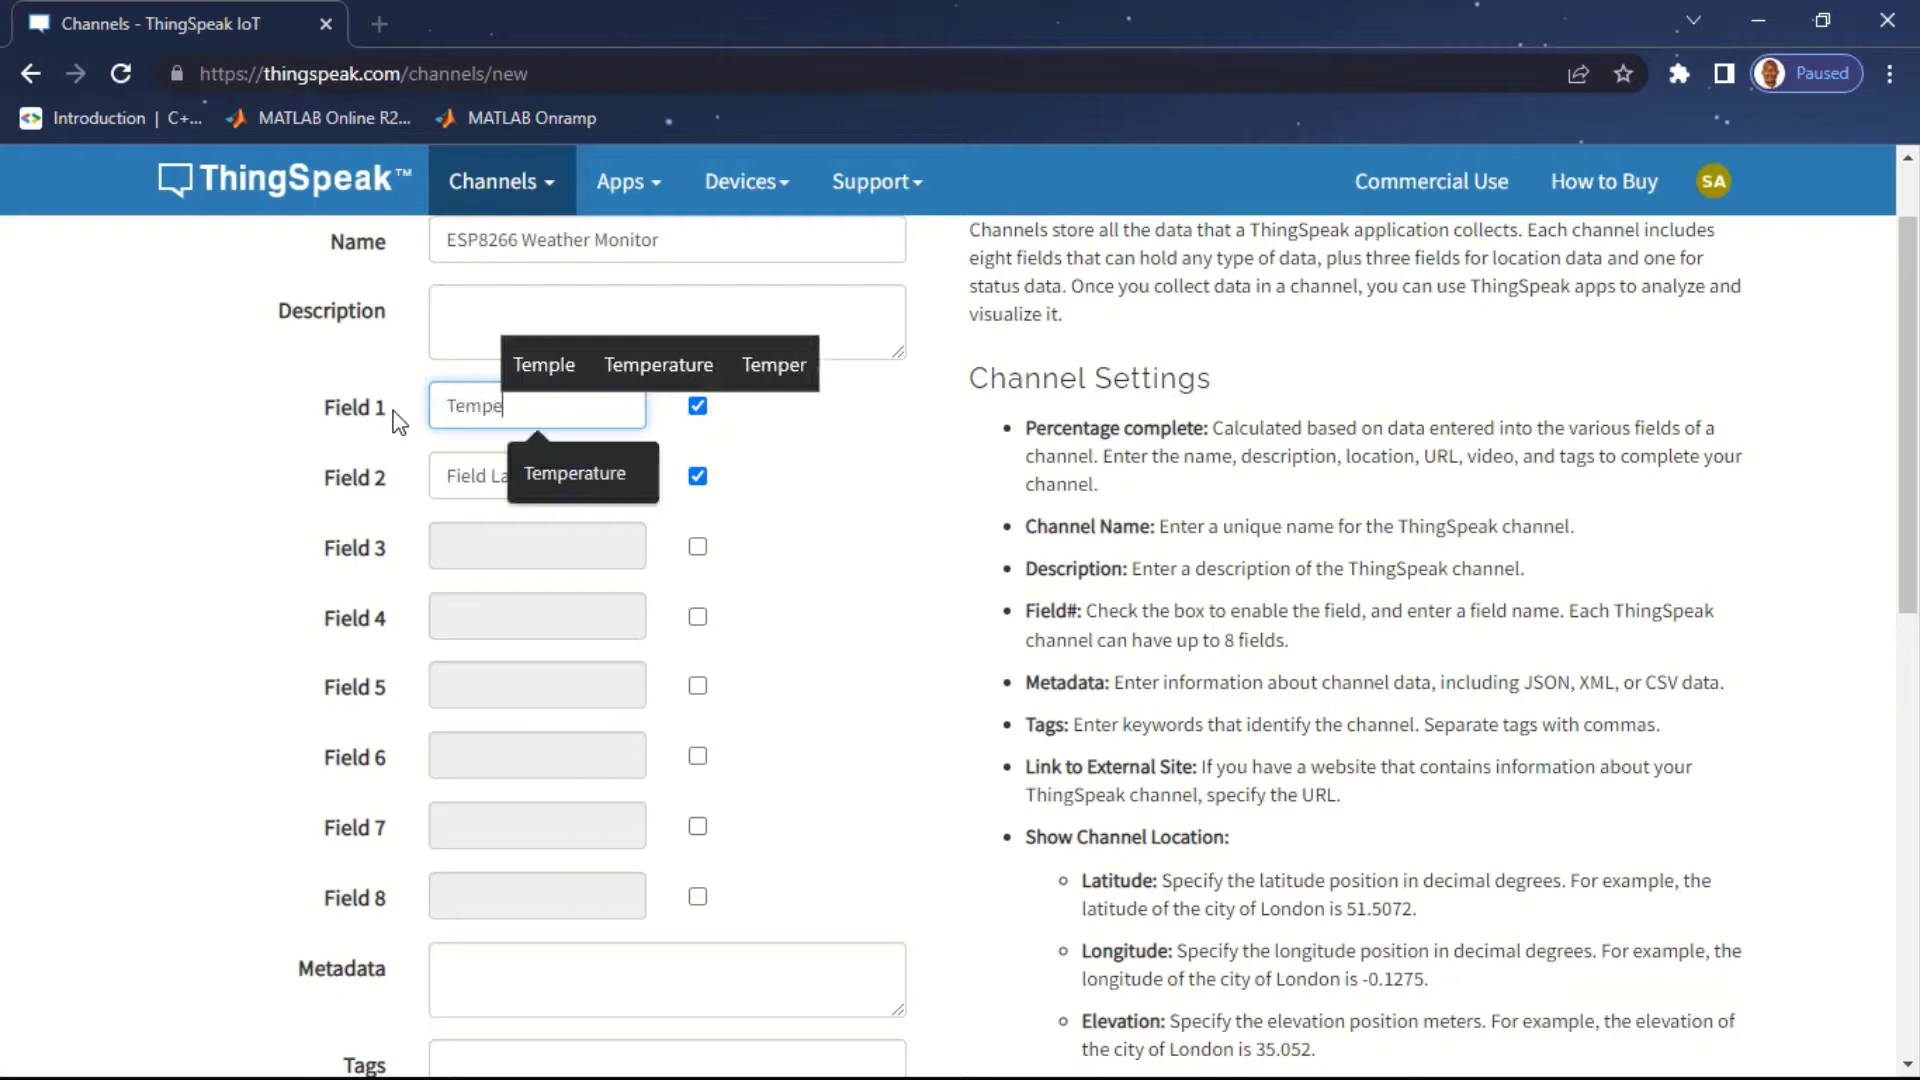 Channels - ThingSpeak IoT
https://thingspeak.com/channels/new
Paused
Introduction | C+...
MATLAB Online R2...
MATLAB Onramp
ThingSpeak™
Channels
Apps
Devices
Support
Commercial Use
How to Buy
SA
Name
ESP8266 Weather Monitor
Description
Temple Temperature Temper
Field 1
Tempe
Temperature
Field 2
Field La
Field 3
Field 4
Field 5
Field 6
Field 7
Field 8
Metadata
Tags
Channels store all the data that a ThingSpeak application collects. Each channel includes
eight fields that can hold any type of data, plus three fields for location data and one for
status data. Once you collect data in a channel, you can use ThingSpeak apps to analyze and
visualize it.
Channel Settings
• Percentage complete: Calculated based on data entered into the various fields of a
channel. Enter the name, description, location, URL, video, and tags to complete your
channel.
• Channel Name: Enter a unique name for the ThingSpeak channel.
• Description: Enter a description of the ThingSpeak channel.
• Field#: Check the box to enable the field, and enter a field name. Each ThingSpeak
channel can have up to 8 fields.
• Metadata: Enter information about channel data, including JSON, XML, or CSV data.
• Tags: Enter keywords that identify the channel. Separate tags with commas.
• Link to External Site: If you have a website that contains information about your
ThingSpeak channel, specify the URL.
• Show Channel Location:
○ Latitude: Specify the latitude position in decimal degrees. For example, the
latitude of the city of London is 51.5072.
○ Longitude: Specify the longitude position in decimal degrees. For example, the
longitude of the city of London is -0.1275.
○ Elevation: Specify the elevation position meters. For example, the elevation of
the city of London is 35.052.